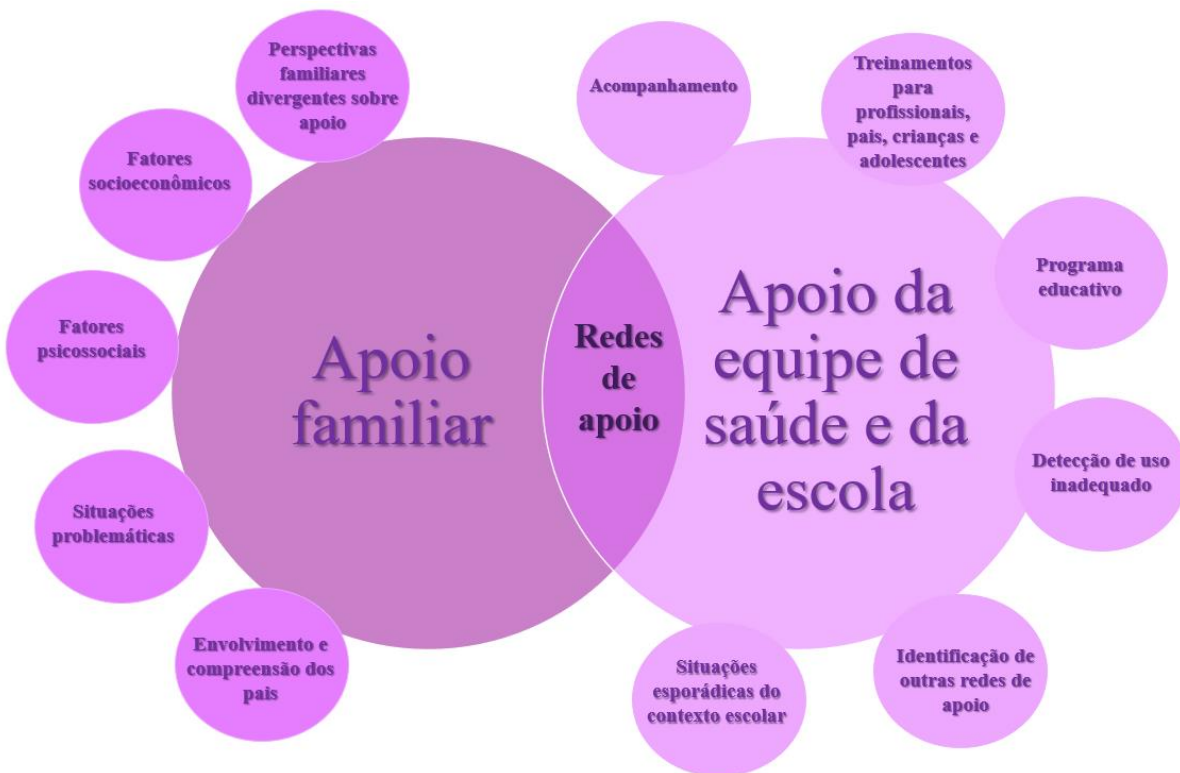 Perspectivas
familiares
divergentes sobre
apoio
Fatores
socioeconômicos
Fatores
psicossociais
Situações
problemáticas
Envolvimento e
compreensão dos
pais
Apoio
familiar
Redes
de
apoio
Apoio da
equipe de
saúde e da
escola
Acompanhamento
Treinamentos
para
profissionais,
pais, crianças e
adolescentes
Programa
educativo
Detecção de uso
inadequado
Identificação de
outras redes de
apoio
Situações
esporádicas do
contexto escolar